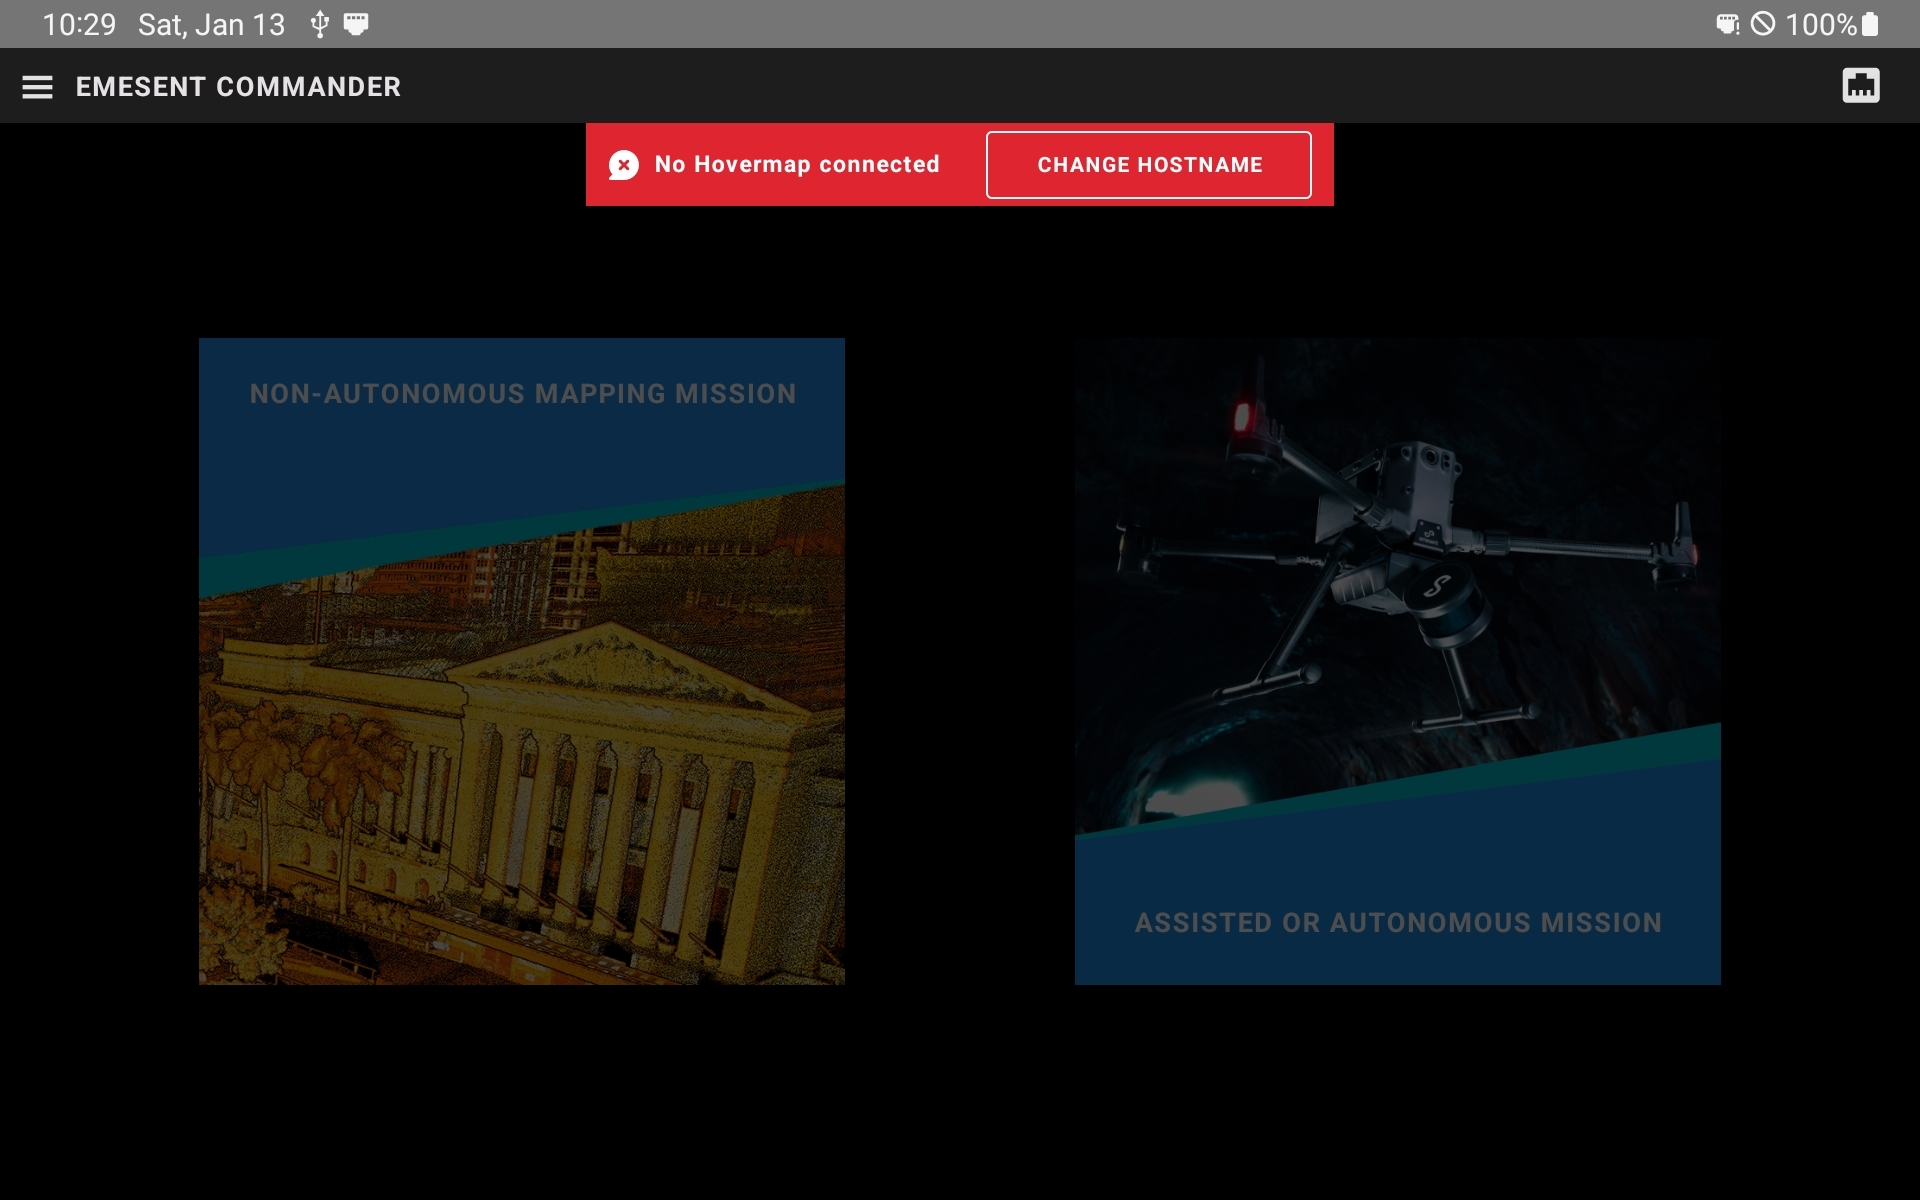 10:29 Sat, Jan 13 100%
EMESENT COMMANDER
No Hovermap connected CHANGE HOSTNAME
NON-AUTONOMOUS MAPPING MISSION
ASSISTED OR AUTONOMOUS MISSION